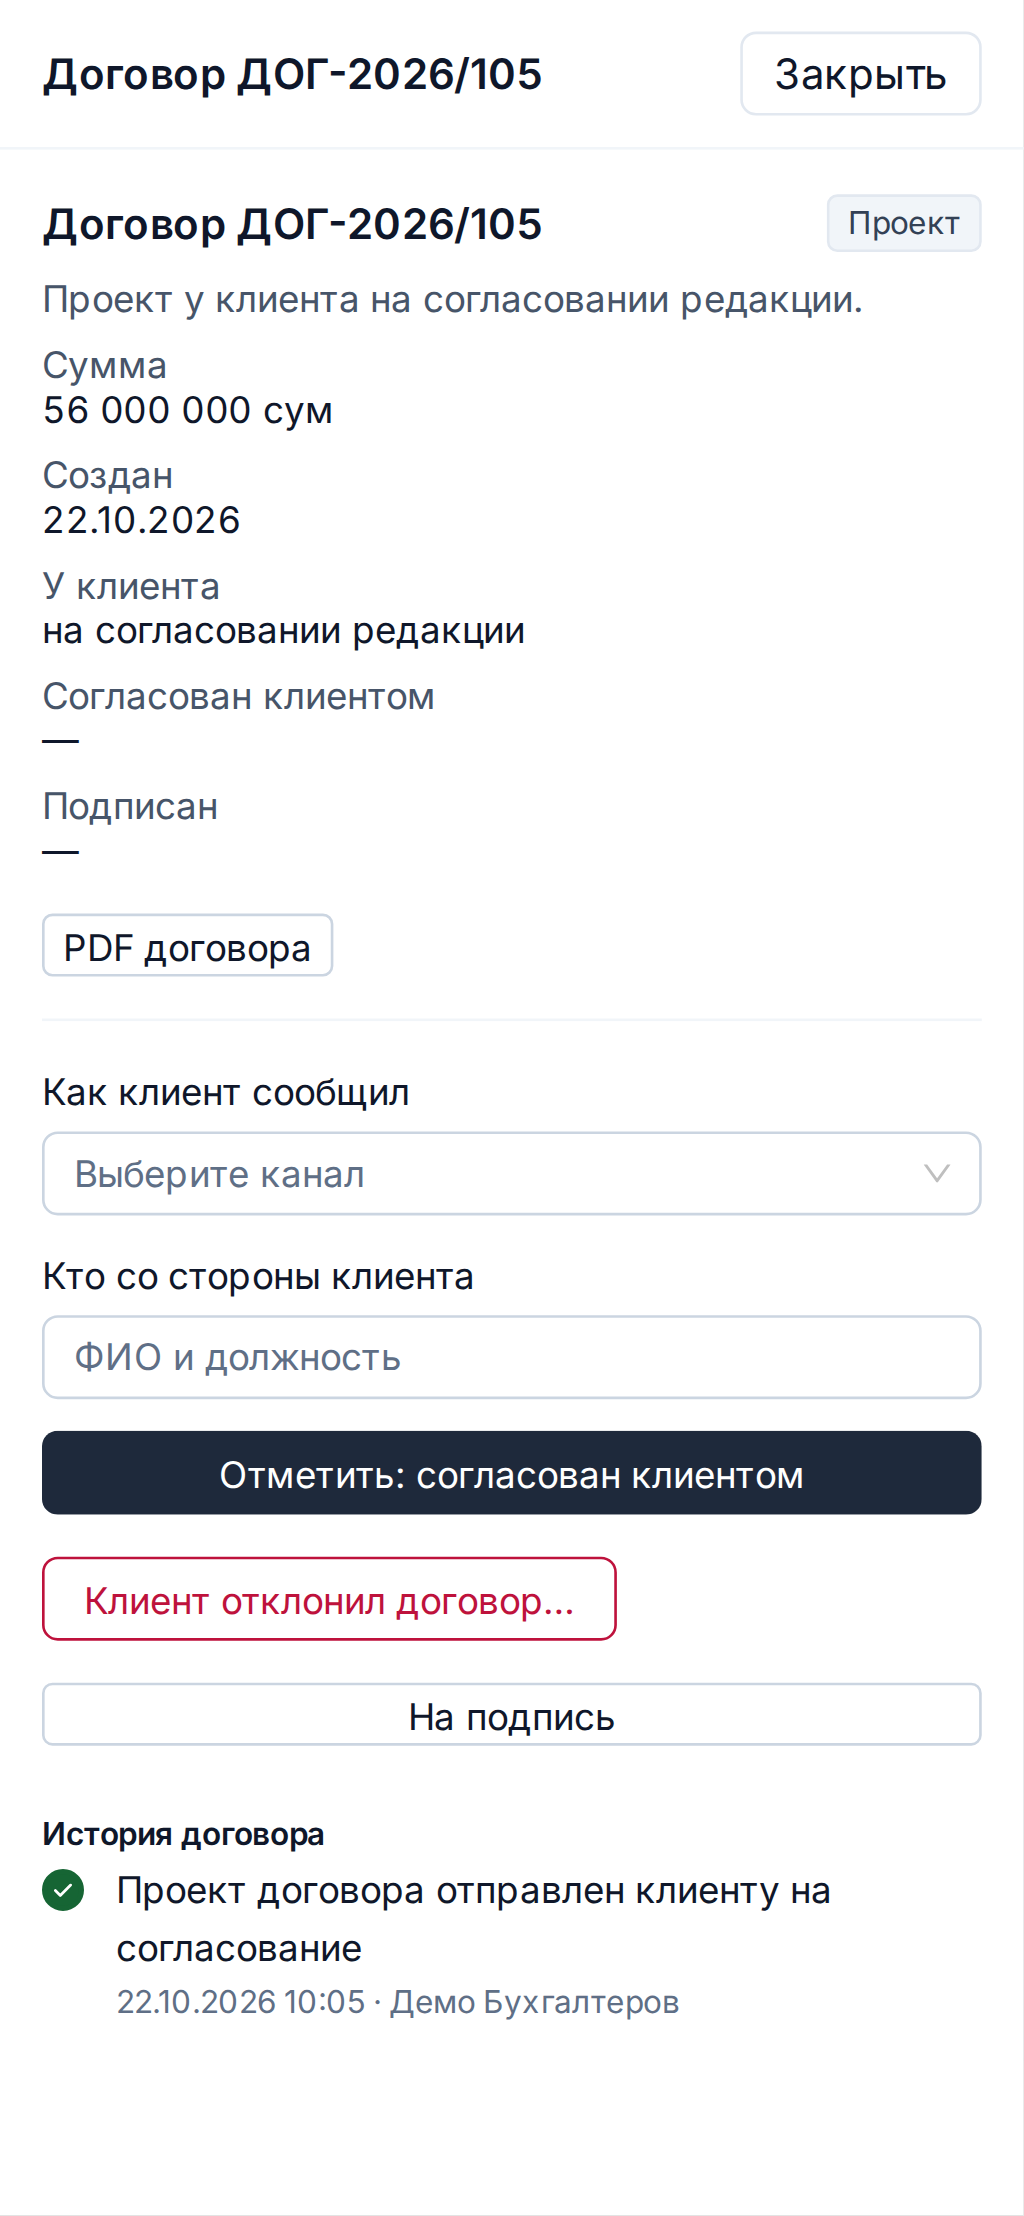 Договор ДОГ-2026/105
Закрыть
Договор ДОГ-2026/105
Проект
Проект у клиента на согласовании редакции.
Сумма
56 000 000 сум
Создан
22.10.2026
У клиента
на согласовании редакции
Согласован клиентом
—
Подписан
—
PDF договора
Как клиент сообщил
Выберите канал
Кто со стороны клиента
ФИО и должность
Отметить: согласован клиентом
Клиент отклонил договор...
На подпись
История договора
Проект договора отправлен клиенту на
согласование
22.10.2026 10:05 · Демо Бухгалтеров